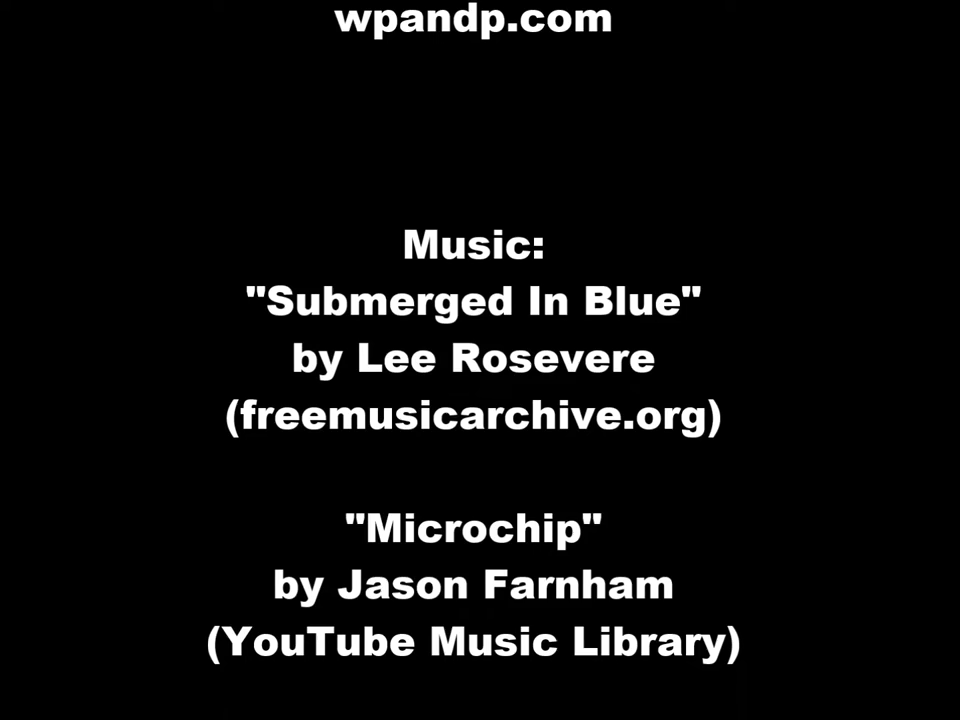 wpandp.com
Music:
"Submerged In Blue"
by Lee Rosevere
(freemusicarchive.org)
"Microchip"
by Jason Farnham
(YouTube Music Library)